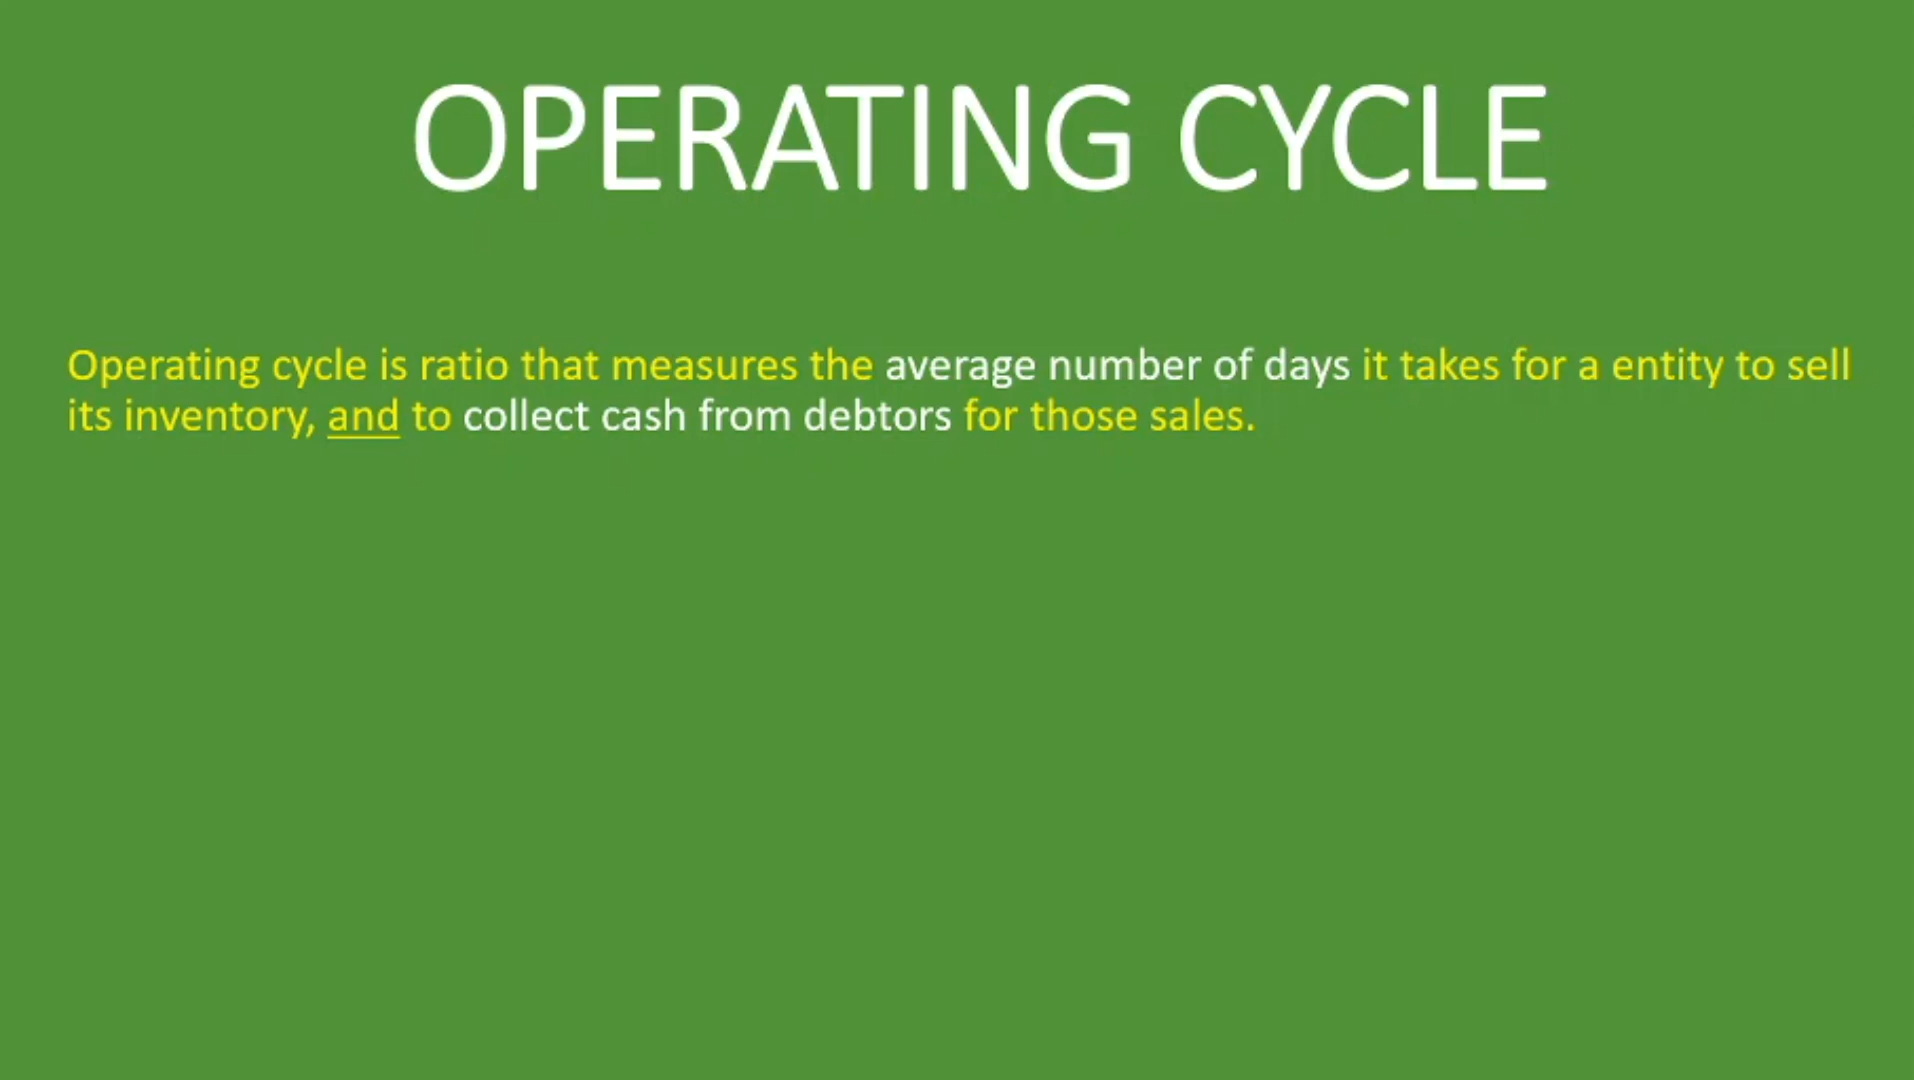 OPERATING CYCLE
Operating cycle is ratio that measures the average number of days it takes for a entity to sell
its inventory, and to collect cash from debtors for those sales.